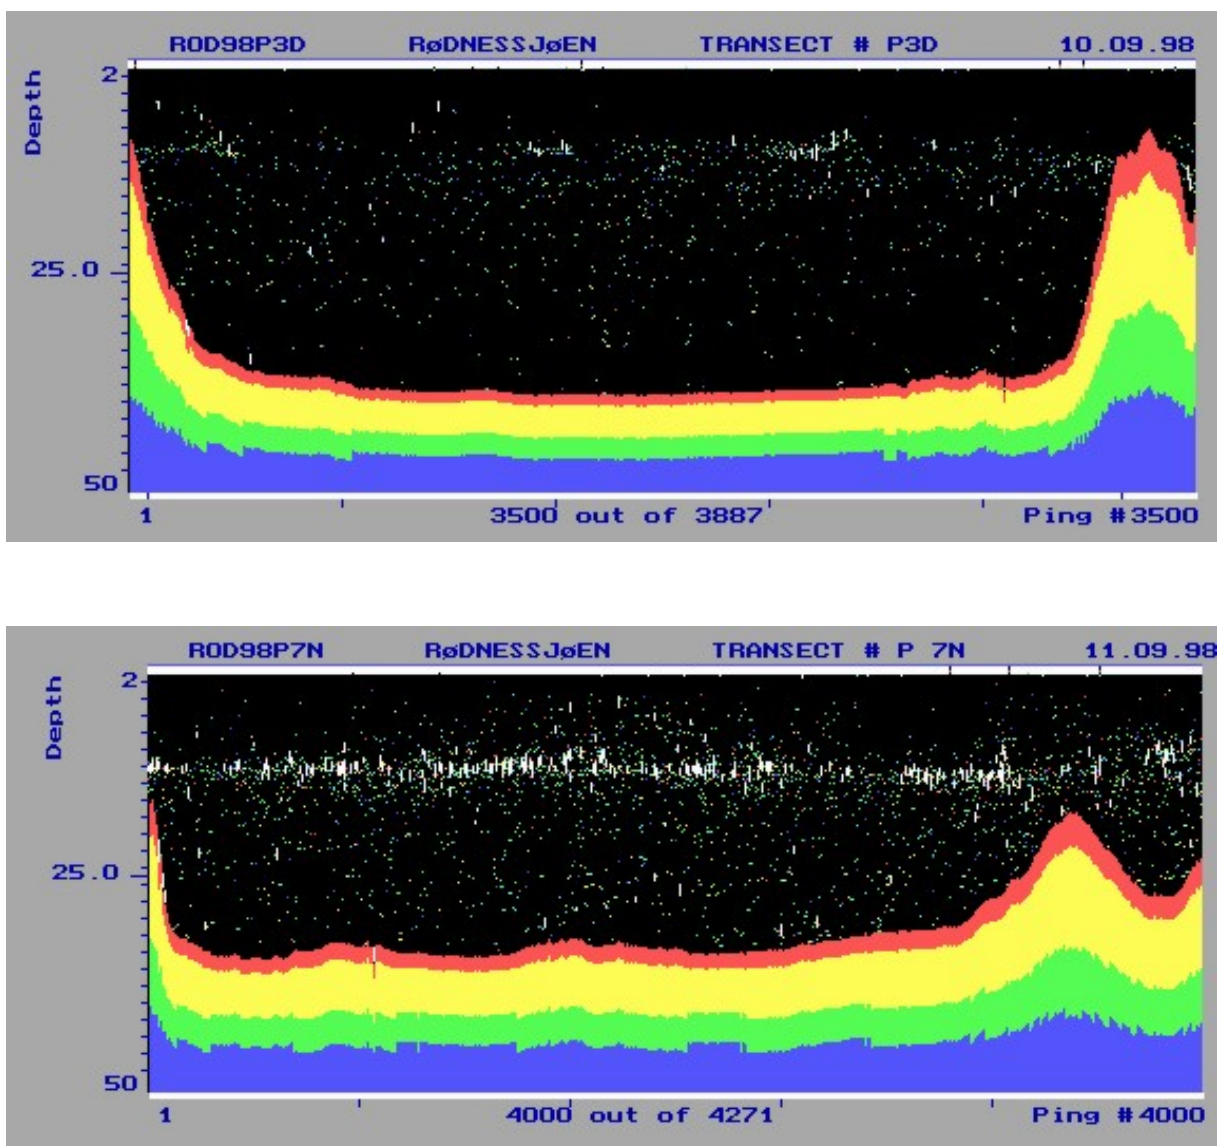 ROD98P3D RøDNESSJøEN TRANSECT # P3D 10.09.98
Depth
2
25.0
50
1 3500 out of 3887 Ping #3500
ROD98P7N RøDNESSJøEN TRANSECT # P 7N 11.09.98
Depth
2
25.0
50
1 4000 out of 4271 Ping #4000